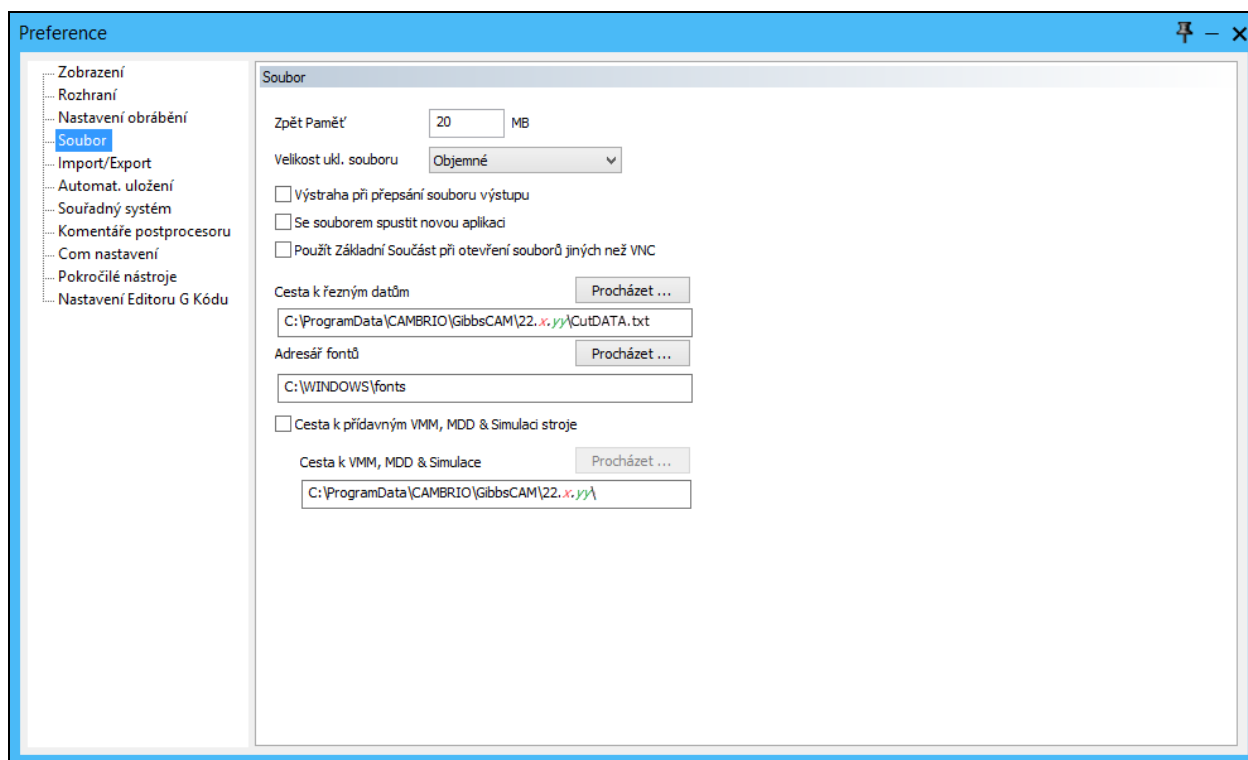 Preference
Zobrazení
Rozhraní
Nastavení obrábění
Soubor
Import/Export
Automat. uložení
Souřadný systém
Komentáře postprocesoru
Com nastavení
Pokročilé nástroje
Nastavení Editoru G Kódu
Soubor
Zpět Paměť 20 MB
Velikost ukl. souboru Objemné
Výstraha při přepsání souboru výstupu
Se souborem spustit novou aplikaci
Použít Základní Součást při otevření souborů jiných než VNC
Cesta k řezným datům Procházet ...
C:\ProgramData\CAMBRIO\GibbsCAM\22.x.yy\CutDATA.txt
Adresář fontů Procházet ...
C:\WINDOWS\fonts
Cesta k přídavným VMM, MDD & Simulaci stroje
Cesta k VMM, MDD & Simulace Procházet ...
C:\ProgramData\CAMBRIO\GibbsCAM\22.x.yy\